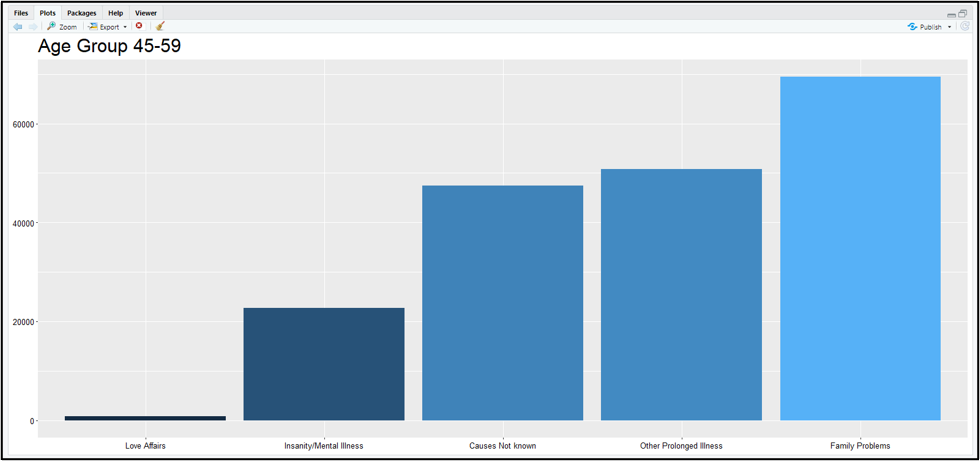 Files Plots Packages Help Viewer
Zoom Export Publish
Age Group 45-59
60000
40000
20000
0
Love Affairs Insanity/Mental Illness Causes Not known Other Prolonged Illness Family Problems